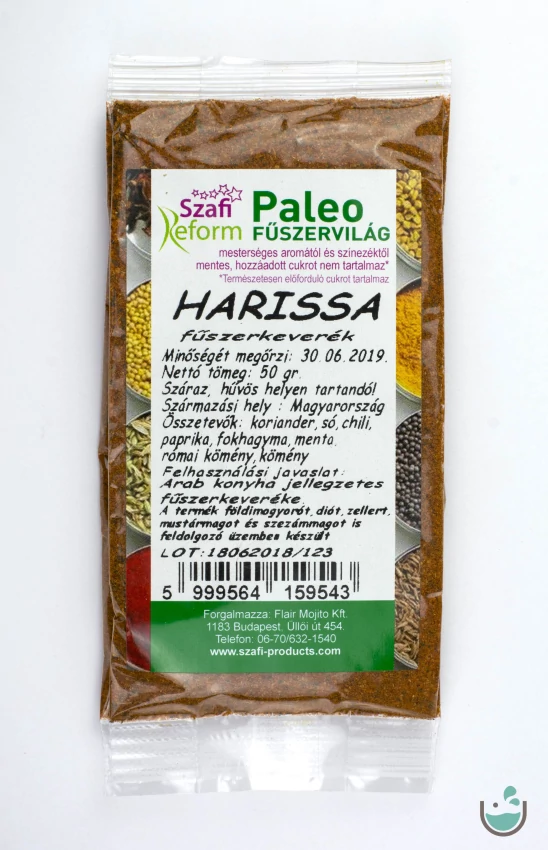 Szafi
Reform
Paleo
FŰSZERVILÁG
mesterséges aromától és színezéktől
mentes, hozzáadott cukrot nem tartalmaz*
*Természetesen előforduló cukrot tartalmaz
HARISSA
fűszerkeverék
Minőségét megőrzi: 30.06.2019.
Nettó tömeg: 50 gr.
Száraz, hűvös helyen tartandó!
Származási hely : Magyarország
Összetevők: koriander, só, chili,
paprika, fokhagyma, menta,
római kömény, kömény
Felhasználási javaslat:
Arab konyha jellegzetes
fűszerkeveréke.
A termék földimogyorót, diót, zellert,
mustármagot és szezámmagot is
feldolgozó üzemben készült
LOT:18062018/123
5 999564 159543
Forgalmazza: Flair Mojito Kft.
1183 Budapest, Üllői út 454.
Telefon: 06-70/632-1540
www.szafi-products.com